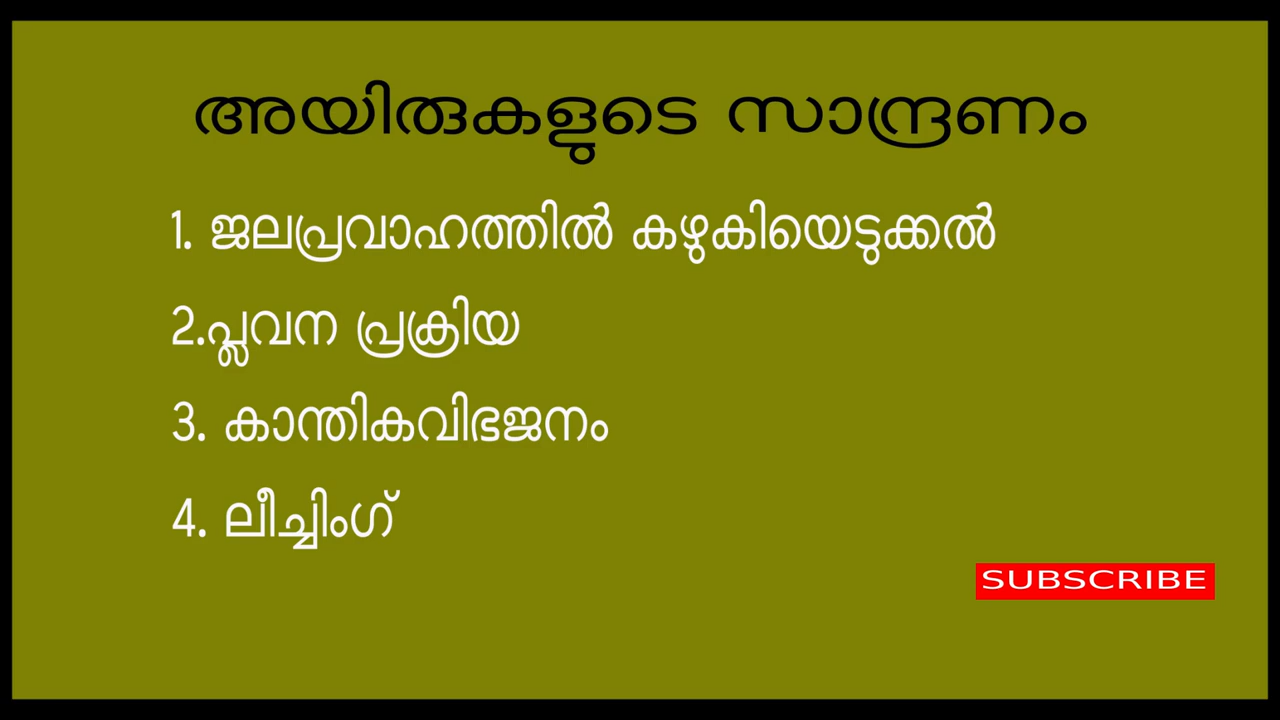 അയിരുകളുടെ സാന്ദ്രണം
1. ജലപ്രവാഹത്തിൽ കഴുകിയെടുക്കൽ
2.പ്ലവന പ്രക്രിയ
3. കാന്തികവിഭജനം
4. ലീച്ചിംഗ്
SUBSCRIBE